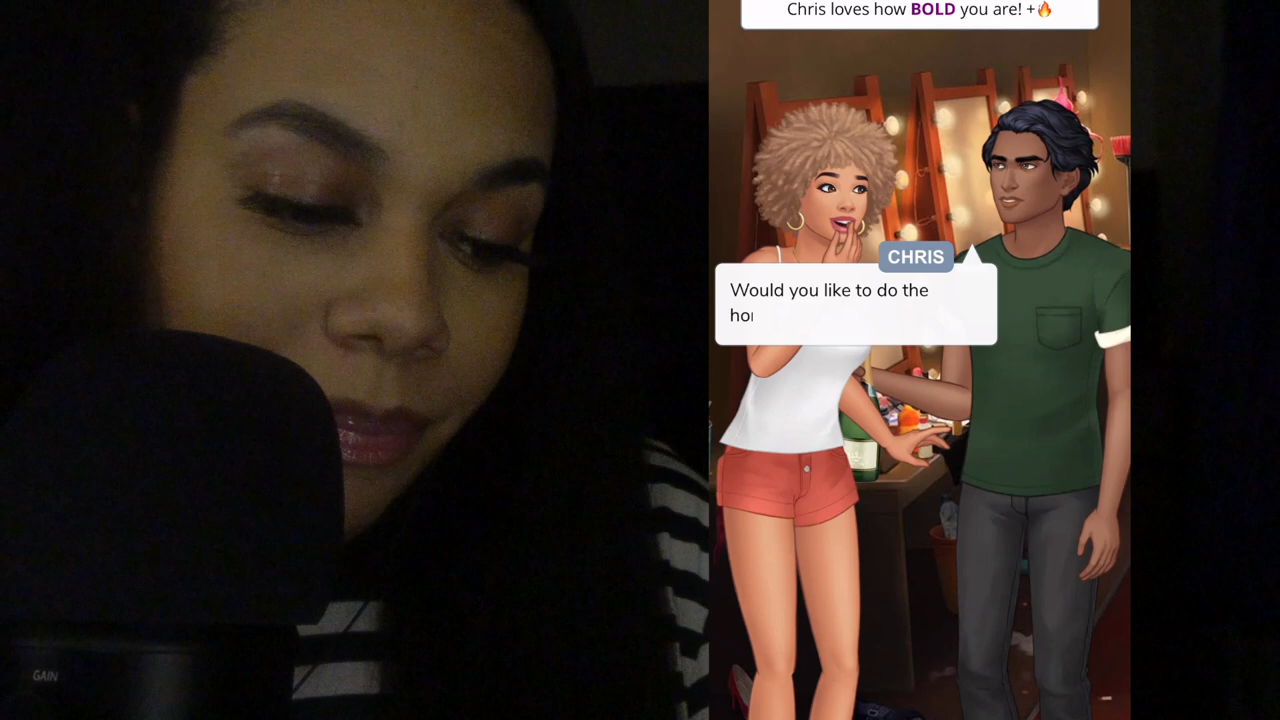 Chris loves how BOLD you are! +🔥
CHRIS
Would you like to do the
GAIN